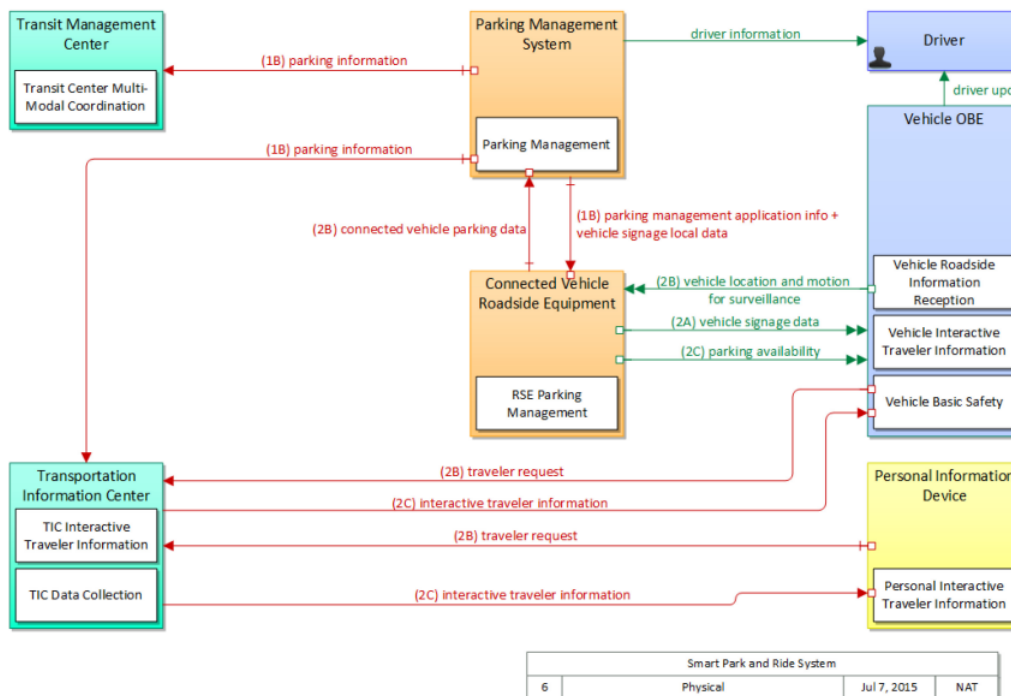 Transit Management
Center
Transit Center Multi-
Modal Coordination
(1B) parking information
Parking Management
System
Parking Management
driver information
Driver
driver upd
Vehicle OBE
(1B) parking information
(2B) connected vehicle parking data
(1B) parking management application info +
vehicle signage local data
Connected Vehicle
Roadside Equipment
RSE Parking
Management
(2B) vehicle location and motion
for surveillance
(2A) vehicle signage data
(2C) parking availability
Vehicle Roadside
Information
Reception
Vehicle Interactive
Traveler Information
Vehicle Basic Safety
Transportation
Information Center
TIC Interactive
Traveler Information
TIC Data Collection
(2B) traveler request
(2C) interactive traveler information
(2B) traveler request
(2C) interactive traveler information
Personal Information
Device
Personal Interactive
Traveler Information
Smart Park and Ride System
6 Physical Jul 7, 2015 NAT